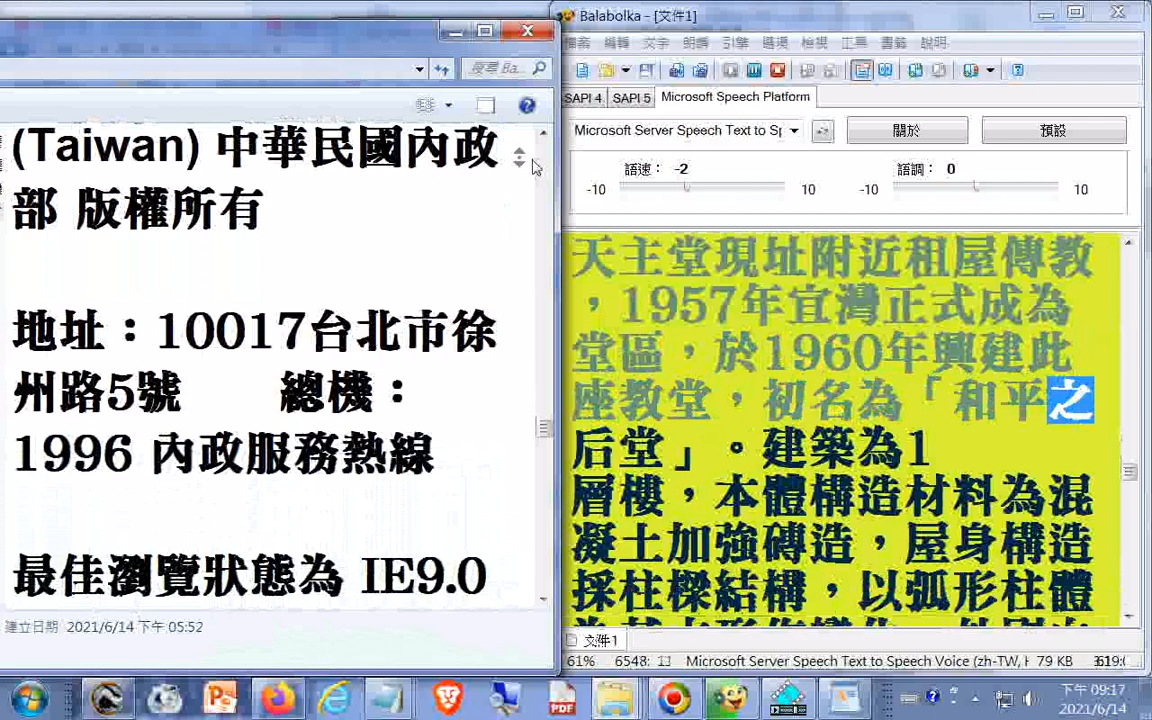 Balabolka - [文件1]
檔案 編輯 文字 朗讀 引擎 選項 檢視 工具 書籤 說明
搜尋 Ba...
SAPI 4 SAPI 5 Microsoft Speech Platform
Microsoft Server Speech Text to Sp
關於 預設
語速： -2 語調： 0
-10 10 -10 10
(Taiwan) 中華民國內政
部 版權所有
地址：10017台北市徐
州路5號 總機：
1996 內政服務熱線
最佳瀏覽狀態為 IE9.0
建立日期 2021/6/14 下午 05:52
天主堂現址附近租屋傳教
，1957年宜灣正式成為
堂區，於1960年興建此
座教堂，初名為「和平之
后堂」。建築為1
層樓，本體構造材料為混
凝土加強磚造，屋身構造
採柱樑結構，以弧形柱體
文件1
61% 6548: Microsoft Server Speech Text to Speech Voice (zh-TW, H 79 KB
下午 09:17
2021/6/14